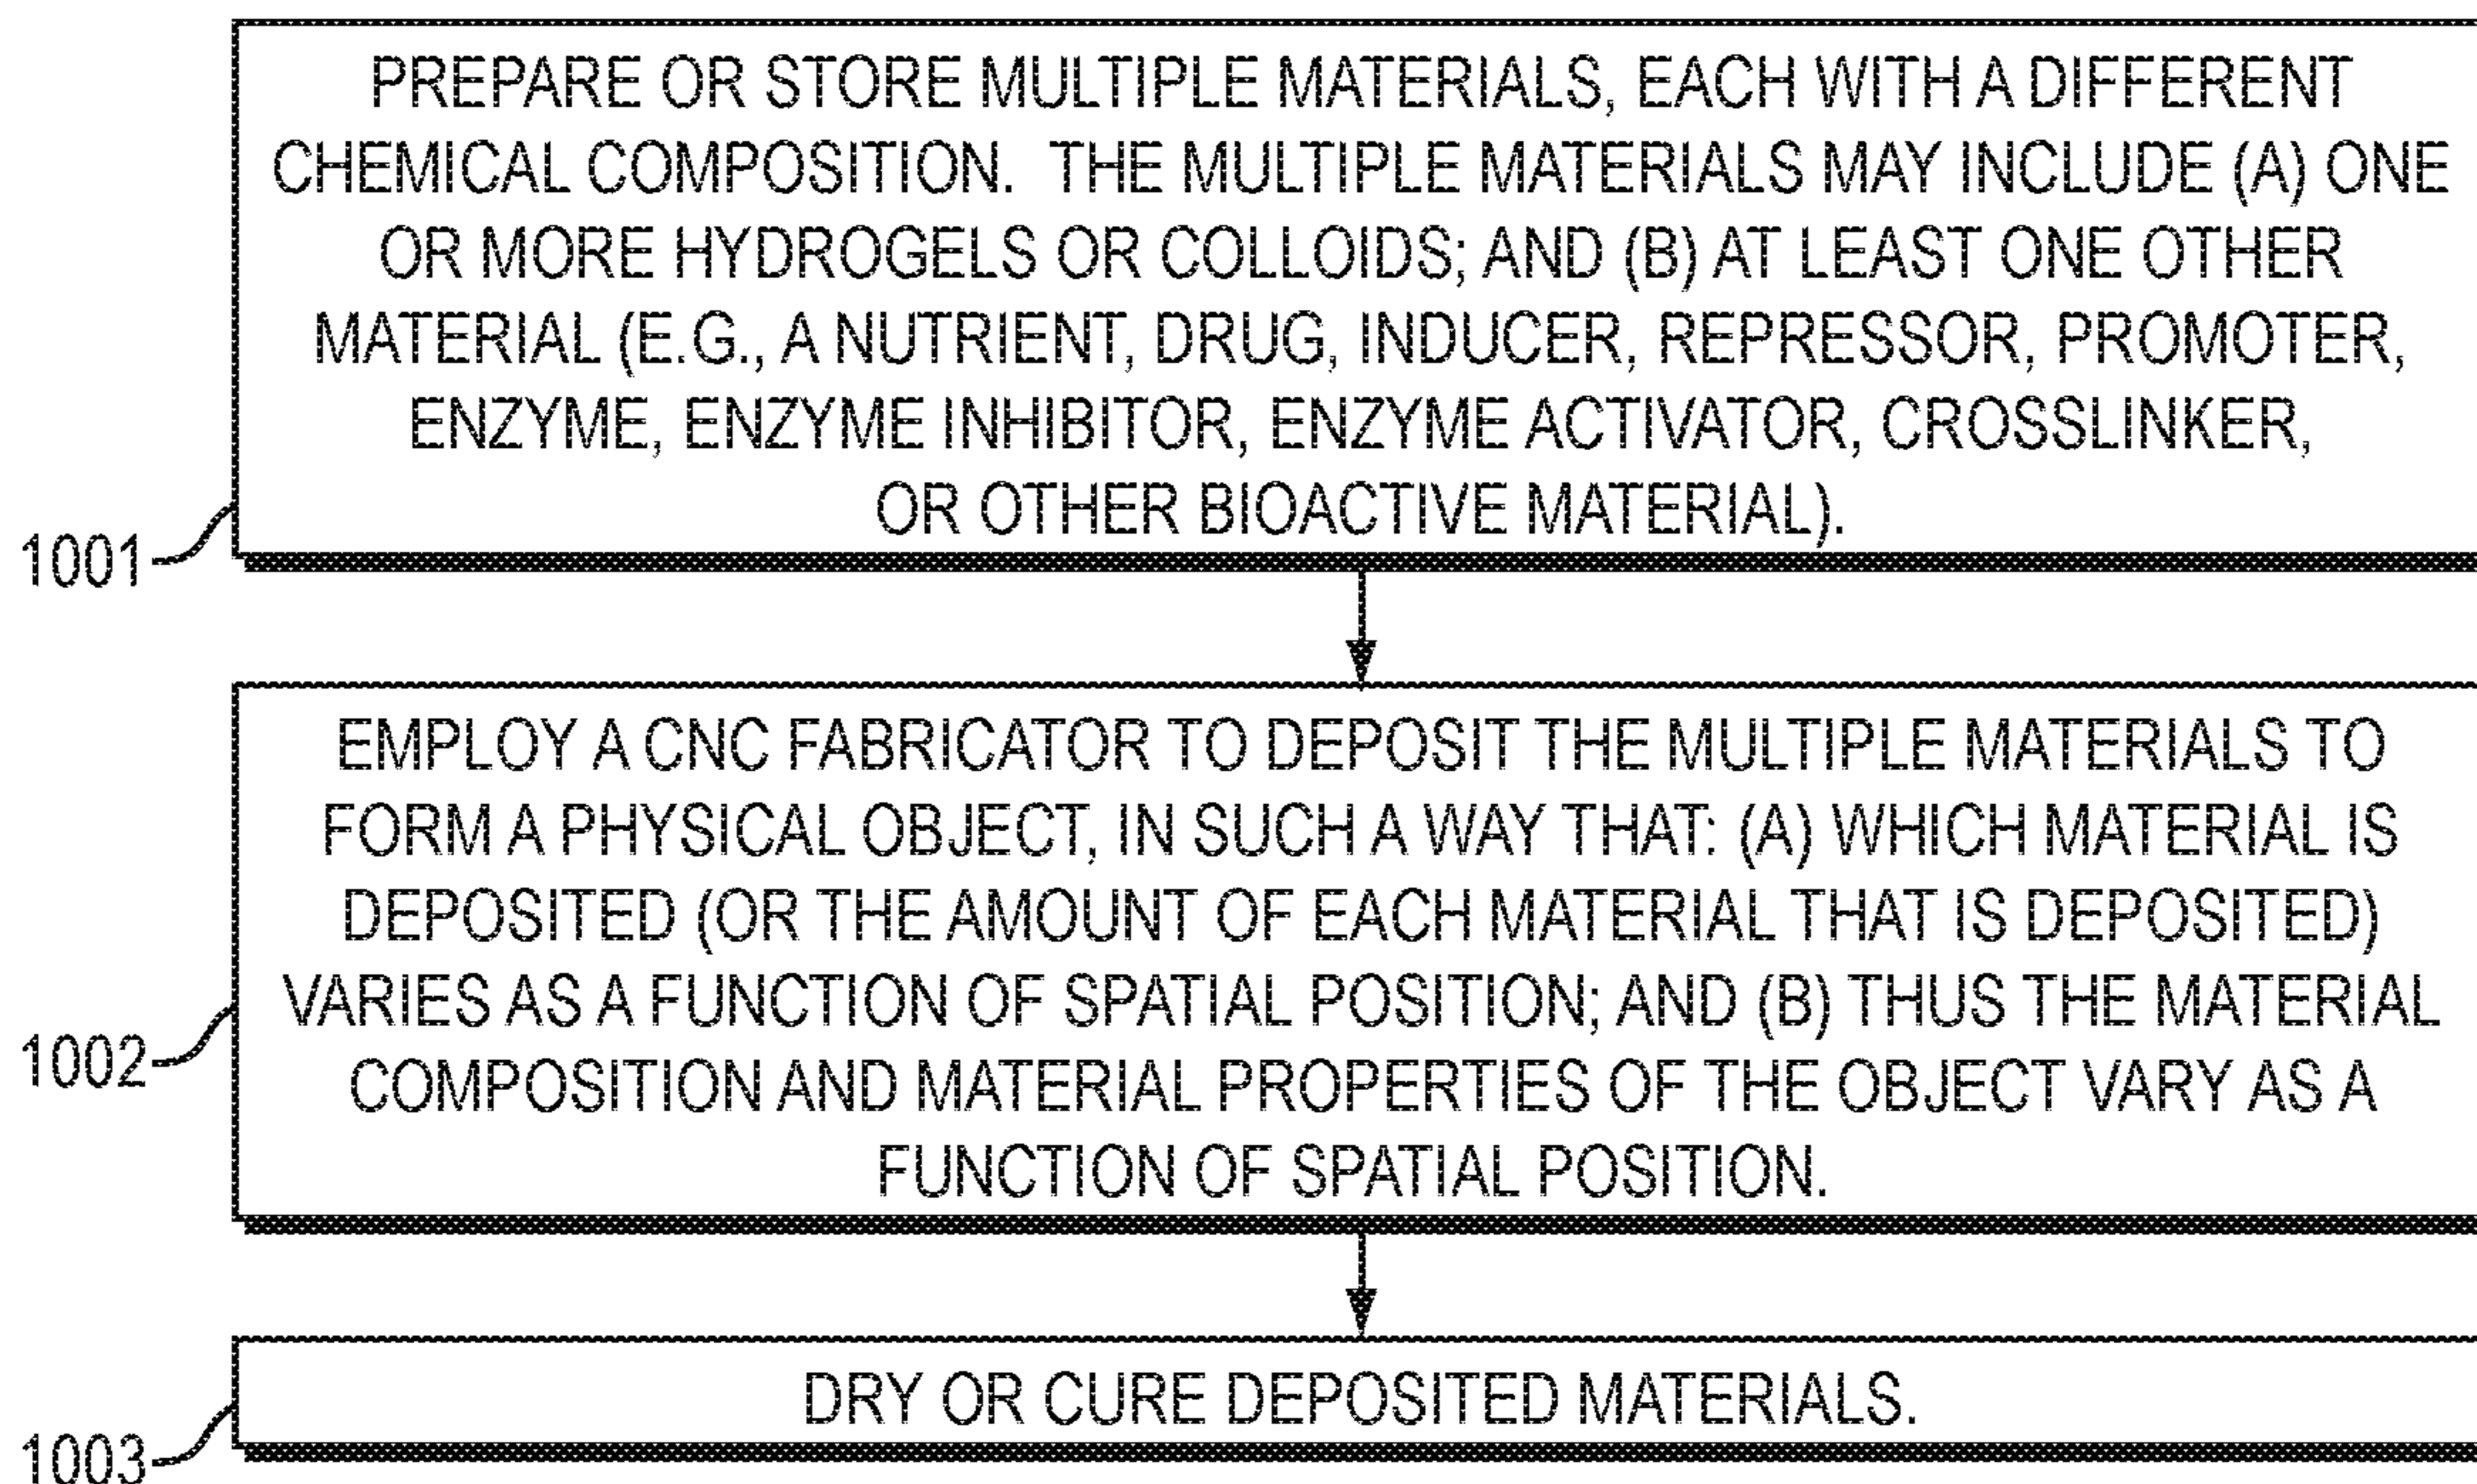 PREPARE OR STORE MULTIPLE MATERIALS, EACH WITH A DIFFERENT
CHEMICAL COMPOSITION. THE MULTIPLE MATERIALS MAY INCLUDE (A) ONE
OR MORE HYDROGELS OR COLLOIDS; AND (B) AT LEAST ONE OTHER
MATERIAL (E.G., A NUTRIENT, DRUG, INDUCER, REPRESSOR, PROMOTER,
ENZYME, ENZYME INHIBITOR, ENZYME ACTIVATOR, CROSSLINKER,
OR OTHER BIOACTIVE MATERIAL).
1001
EMPLOY A CNC FABRICATOR TO DEPOSIT THE MULTIPLE MATERIALS TO
FORM A PHYSICAL OBJECT, IN SUCH A WAY THAT: (A) WHICH MATERIAL IS
DEPOSITED (OR THE AMOUNT OF EACH MATERIAL THAT IS DEPOSITED)
VARIES AS A FUNCTION OF SPATIAL POSITION; AND (B) THUS THE MATERIAL
COMPOSITION AND MATERIAL PROPERTIES OF THE OBJECT VARY AS A
FUNCTION OF SPATIAL POSITION.
1002
DRY OR CURE DEPOSITED MATERIALS.
1003